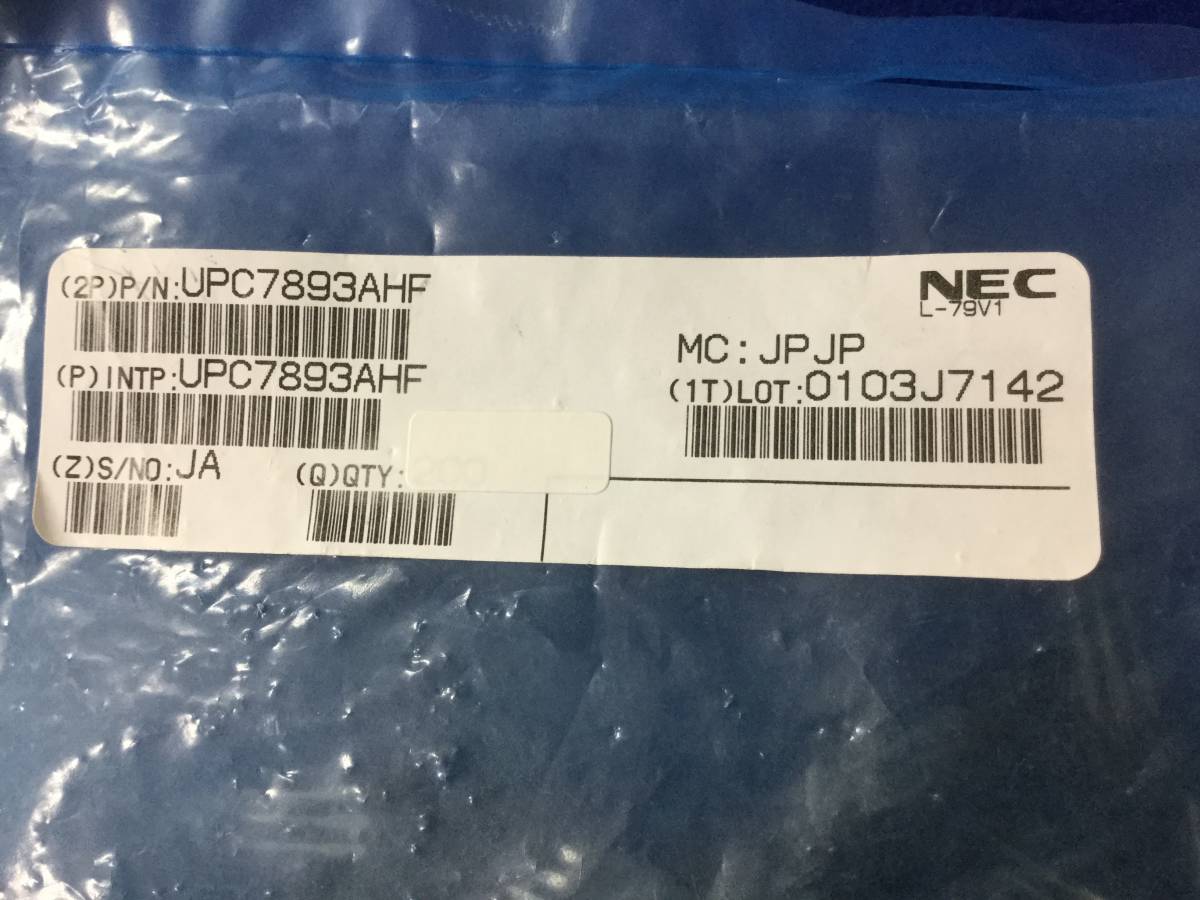 (2P)P/N:UPC7893AHF
NEC
L-79V1
(P)INTP:UPC7893AHF
MC:JPJP
(1T)LOT:0103J7142
(Z)S/NO:JA
(Q)QTY: